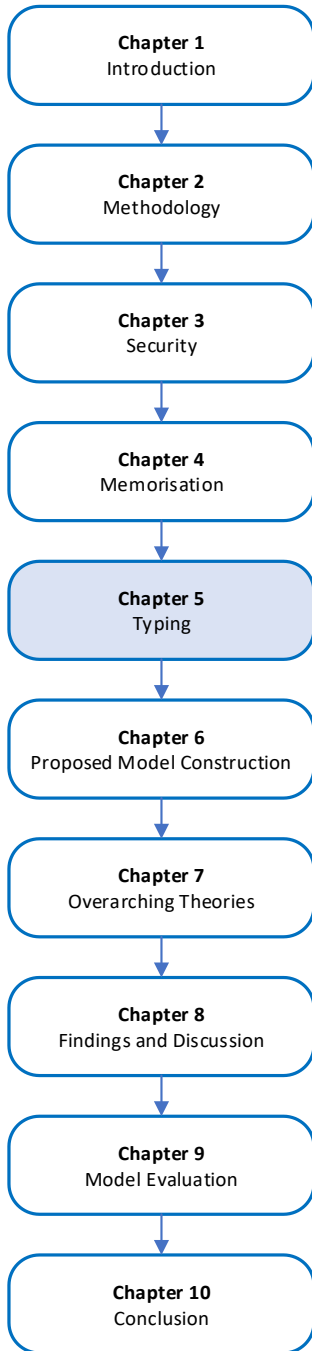 Chapter 1
Introduction
Chapter 2
Methodology
Chapter 3
Security
Chapter 4
Memorisation
Chapter 5
Typing
Chapter 6
Proposed Model Construction
Chapter 7
Overarching Theories
Chapter 8
Findings and Discussion
Chapter 9
Model Evaluation
Chapter 10
Conclusion